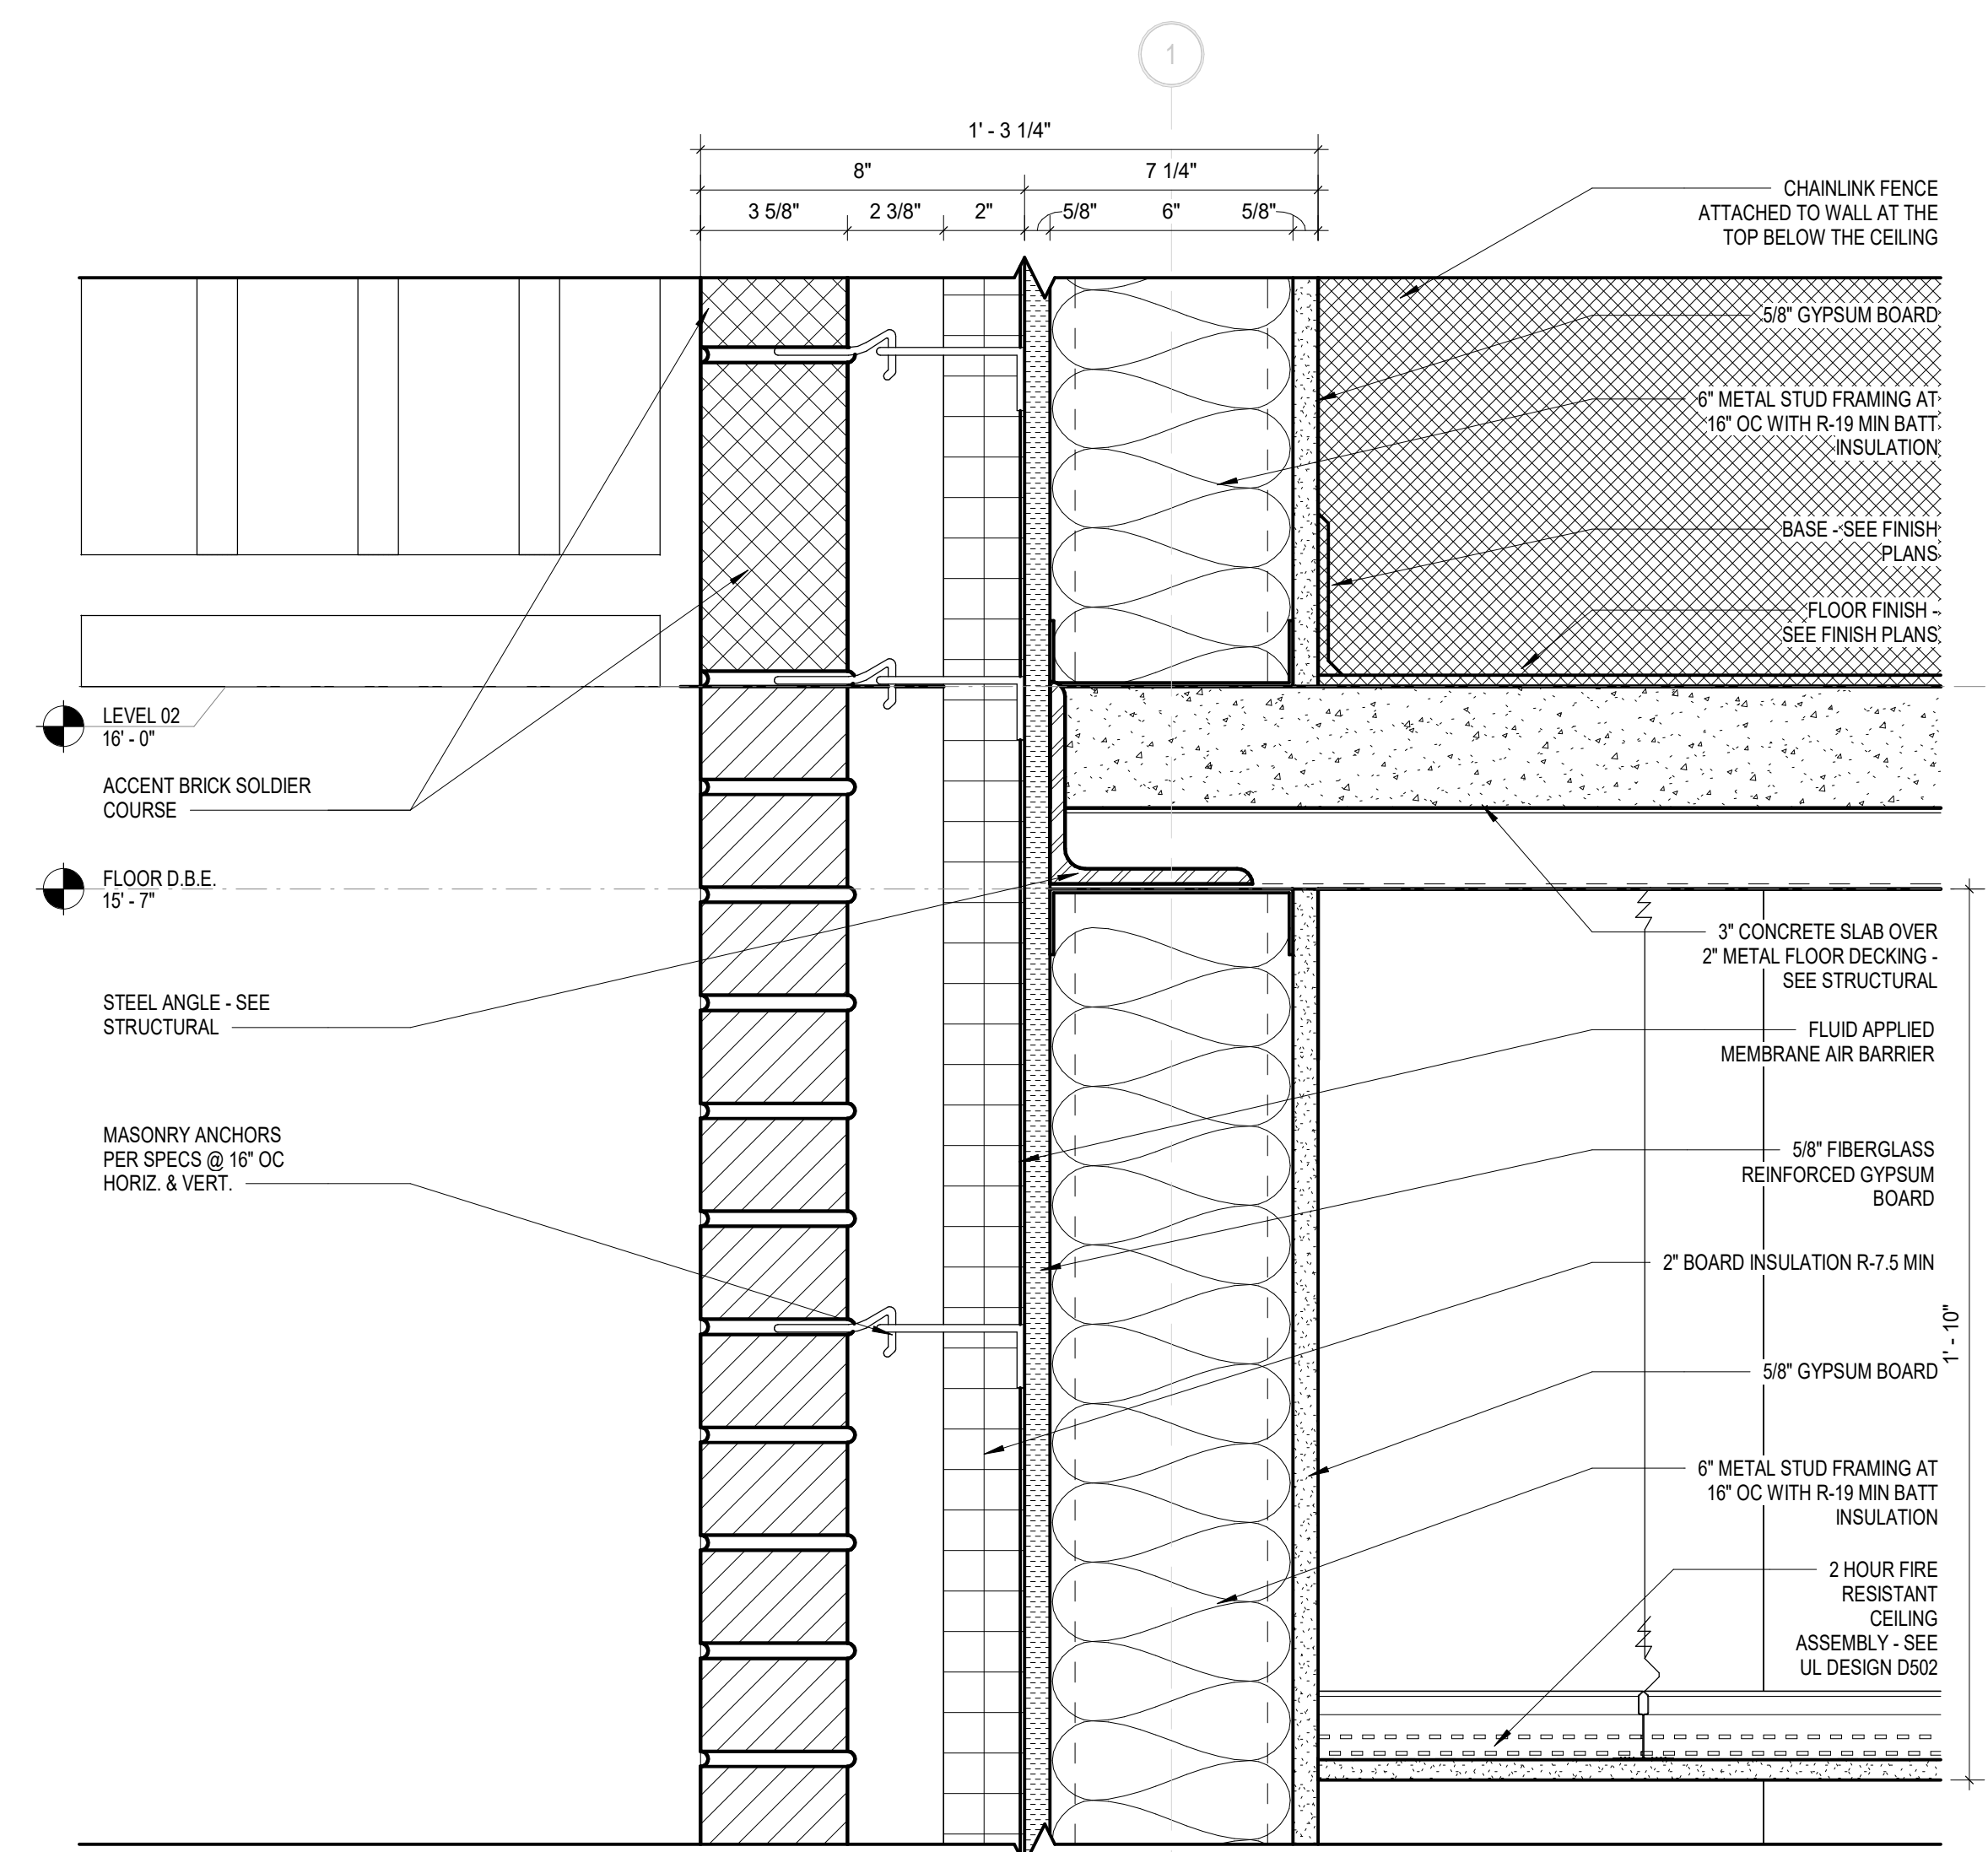 1
1' - 3 1/4"
8"
7 1/4"
3 5/8"
2 3/8"
2"
5/8"
6"
5/8"
CHAINLINK FENCE
ATTACHED TO WALL AT THE
TOP BELOW THE CEILING
5/8" GYPSUM BOARD
6" METAL STUD FRAMING AT
16" OC WITH R-19 MIN BATT
INSULATION
BASE - SEE FINISH
PLANS
FLOOR FINISH -
SEE FINISH PLANS
LEVEL 02
16' - 0"
ACCENT BRICK SOLDIER
COURSE
FLOOR D.B.E.
15' - 7"
STEEL ANGLE - SEE
STRUCTURAL
MASONRY ANCHORS
PER SPECS @ 16" OC
HORIZ. & VERT.
3" CONCRETE SLAB OVER
2" METAL FLOOR DECKING -
SEE STRUCTURAL
FLUID APPLIED
MEMBRANE AIR BARRIER
5/8" FIBERGLASS
REINFORCED GYPSUM
BOARD
2" BOARD INSULATION R-7.5 MIN
1' - 10"
5/8" GYPSUM BOARD
6" METAL STUD FRAMING AT
16" OC WITH R-19 MIN BATT
INSULATION
2 HOUR FIRE
RESISTANT
CEILING
ASSEMBLY - SEE
UL DESIGN D502